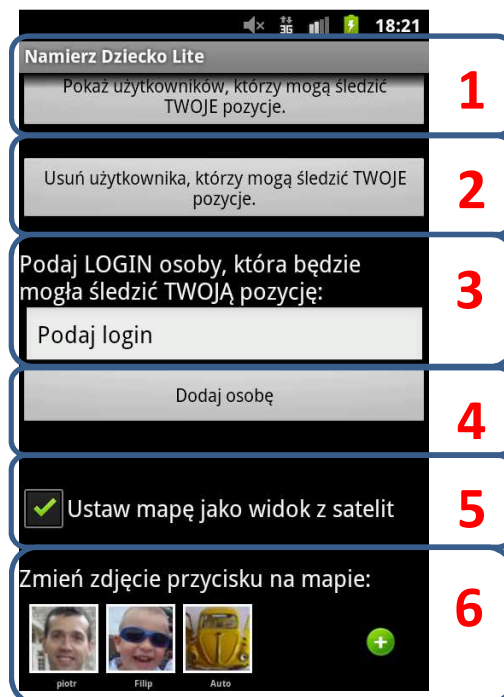 3G 18:21
Namierz Dziecko Lite
Pokaż użytkowników, którzy mogą śledzić
TWOJE pozycje.
1
Usuń użytkownika, którzy mogą śledzić TWOJE
pozycje.
2
Podaj LOGIN osoby, która będzie
mogła śledzić TWOJĄ pozycję:
3
Podaj login
Dodaj osobę
4
Ustaw mapę jako widok z satelit
5
Zmień zdjęcie przycisku na mapie:
6
piotr Filip Auto